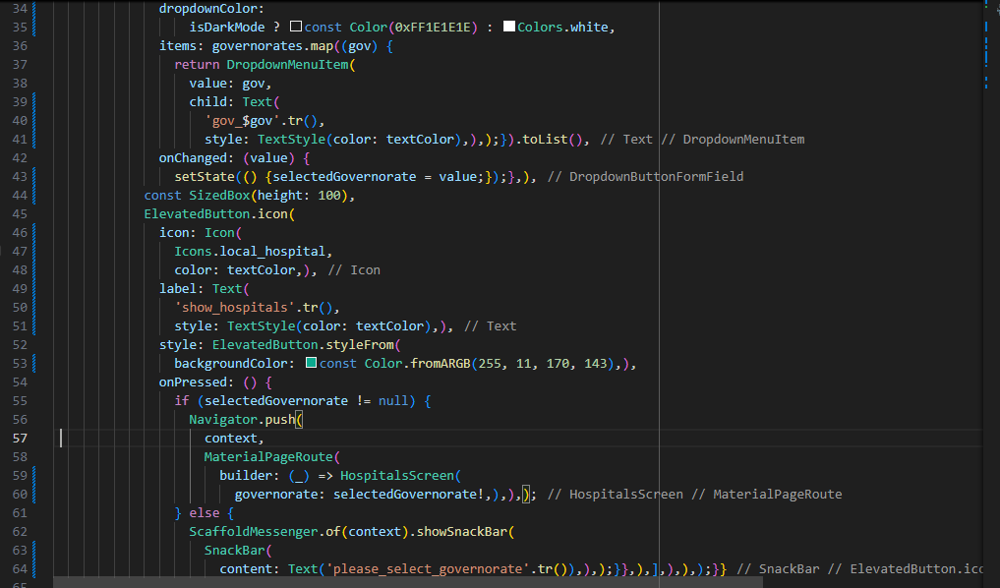 34 dropdownColor:
35 isDarkMode ? const Color(0xFF1E1E1E) : Colors.white,
36 items: governorates.map((gov) {
37 return DropdownMenuItem(
38 value: gov,
39 child: Text(
40 'gov_$gov'.tr(),
41 style: TextStyle(color: textColor),),);}).toList(), // Text // DropdownMenuItem
42 onChanged: (value) {
43 setState(() {selectedGovernorate = value;});},), // DropdownButtonFormField
44 const SizedBox(height: 100),
45 ElevatedButton.icon(
46 icon: Icon(
47 Icons.local_hospital,
48 color: textColor,), // Icon
49 label: Text(
50 'show_hospitals'.tr(),
51 style: TextStyle(color: textColor),), // Text
52 style: ElevatedButton.styleFrom(
53 backgroundColor: const Color.fromARGB(255, 11, 170, 143),),
54 onPressed: () {
55 if (selectedGovernorate != null) {
56 Navigator.push(
57 context,
58 MaterialPageRoute(
59 builder: (_) => HospitalsScreen(
60 governorate: selectedGovernorate!,),),); // HospitalsScreen // MaterialPageRoute
61 } else {
62 ScaffoldMessenger.of(context).showSnackBar(
63 SnackBar(
64 content: Text('please_select_governorate'.tr()),),);}},),],),),);}} // SnackBar // ElevatedButton.ico
65